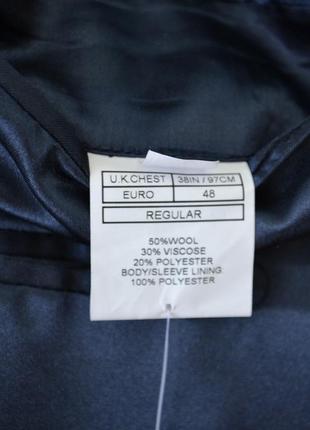 U.K.CHEST 38IN / 97CM
EURO 48
REGULAR
50%WOOL
30% VISCOSE
20% POLYESTER
BODY/SLEEVE LINING
100% POLYESTER